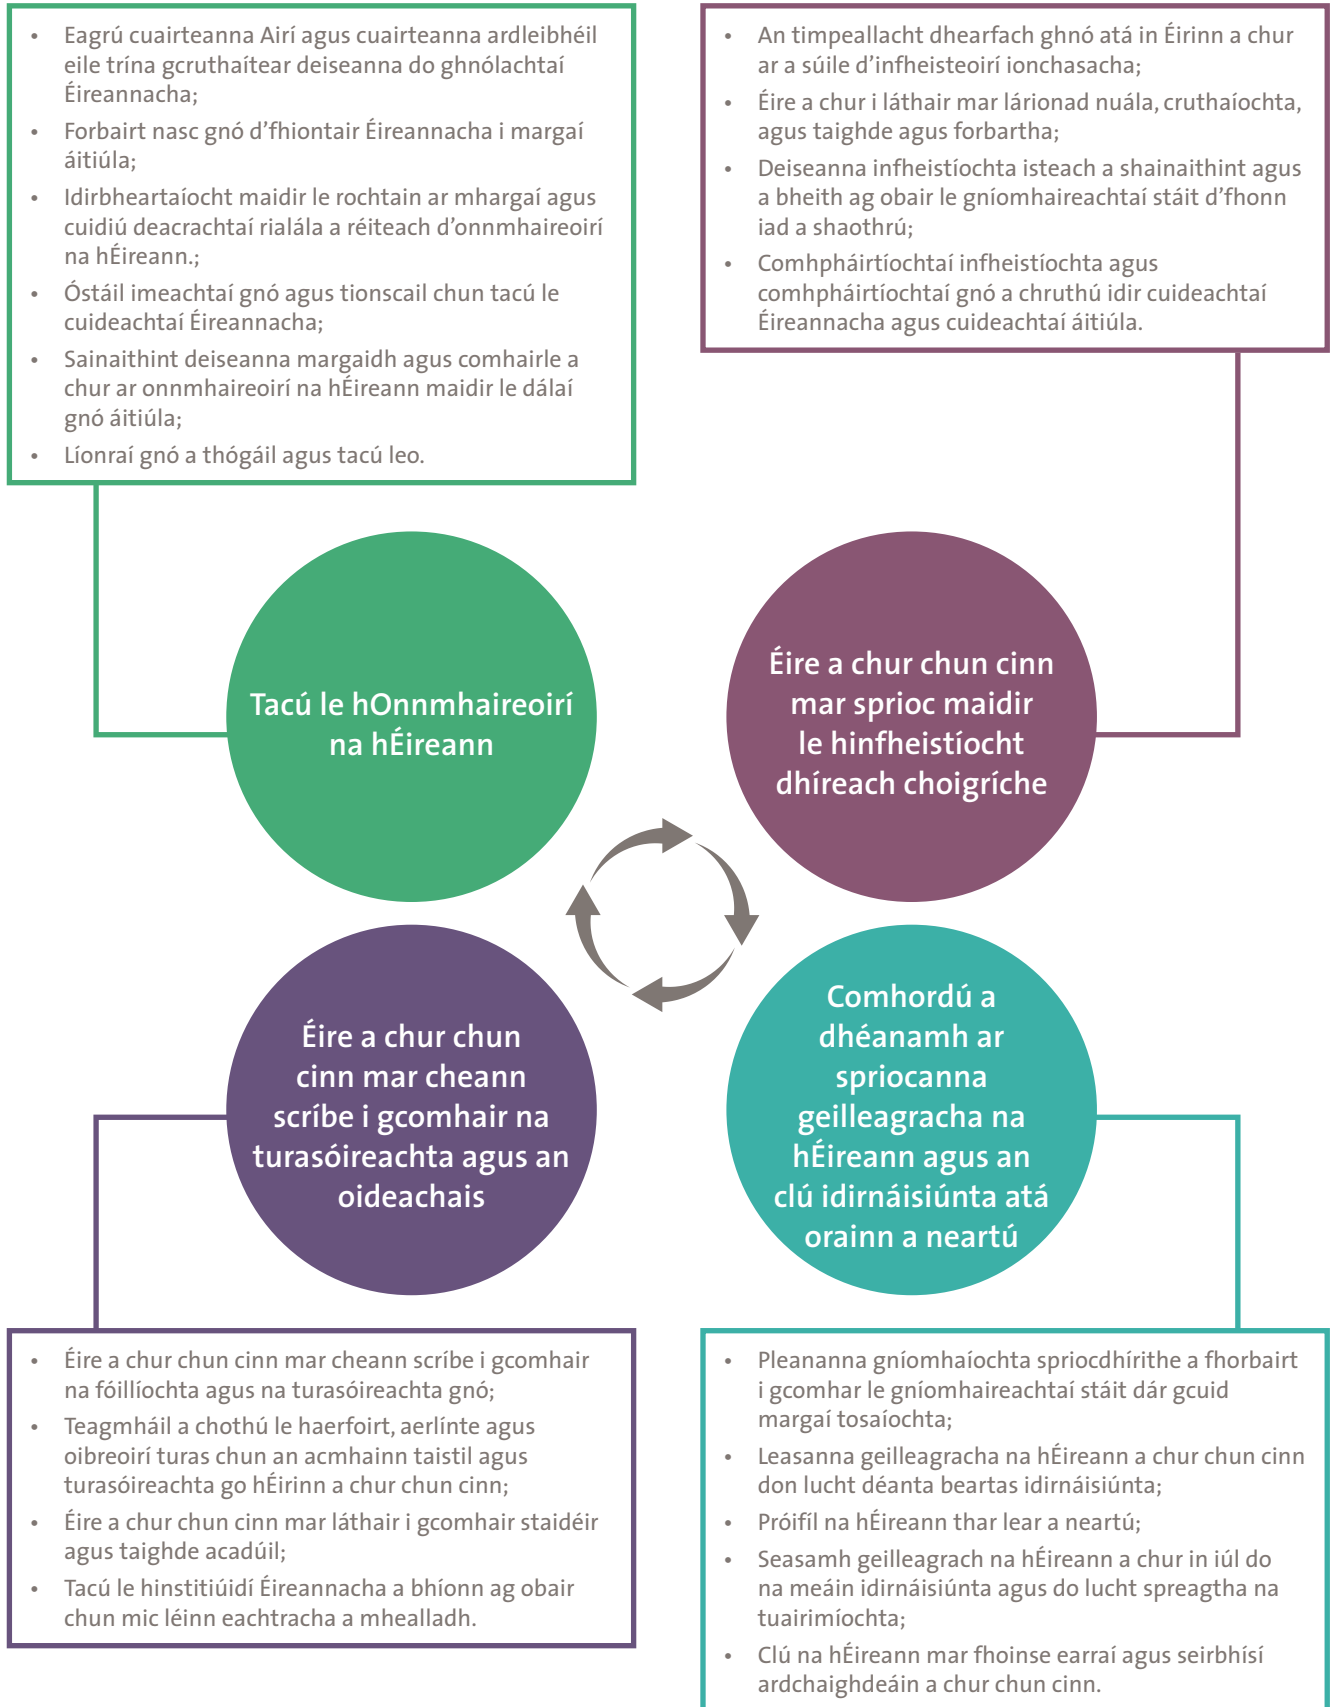 • Eagrú cuairteanna Airí agus cuairteanna ardleibhéil
eile trína gcruthaítear deiseanna do ghnólachtaí
Éireannacha;
• Forbairt nasc gnó d'fhiontair Éireannacha i margaí
áitiúla;
• Idirbheartaíocht maidir le rochtain ar mhargaí agus
cuidiú deacrachtaí rialála a réiteach d'onnmhaireoirí
na hÉireann.;
• Óstáil imeachtaí gnó agus tionscail chun tacú le
cuideachtaí Éireannacha;
• Sainaithint deiseanna margaidh agus comhairle a
chur ar onnmhaireoirí na hÉireann maidir le dálaí
gnó áitiúla;
• Líonraí gnó a thógáil agus tacú leo.
• An timpeallacht dhearfach ghnó atá in Éirinn a chur
ar a súile d'infheisteoirí ionchasacha;
• Éire a chur i láthair mar lárionad nuála, cruthaíochta,
agus taighde agus forbartha;
• Deiseanna infheistíochta isteach a shainaithint agus
a bheith ag obair le gníomhaireachtaí stáit d'fhonn
iad a shaothrú;
• Comhpháirtíochtaí infheistíochta agus
comhpháirtíochtaí gnó a chruthú idir cuideachtaí
Éireannacha agus cuideachtaí áitiúla.
Tacú le hOnnmhaireoirí
na hÉireann
Éire a chur chun cinn
mar sprioc maidir
le hinfheistíocht
dhíreach choigríche
Éire a chur chun
cinn mar cheann
scríbe i gcomhair na
turasóireachta agus an
oideachais
Comhordú a
dhéanamh ar
spriocanna
geilleagracha na
hÉireann agus an
clú idirnáisiúnta atá
orainn a neartú
• Éire a chur chun cinn mar cheann scríbe i gcomhair
na fóillíochta agus na turasóireachta gnó;
• Teagmháil a chothú le haerfoirt, aerlínte agus
oibreoirí turas chun an acmhainn taistil agus
turasóireachta go hÉirinn a chur chun cinn;
• Éire a chur chun cinn mar láthair i gcomhair staidéir
agus taighde acadúil;
• Tacú le hinstitiúidí Éireannacha a bhíonn ag obair
chun mic léinn eachtracha a mhealladh.
• Pleananna gníomhaíochta spriocdhírithe a fhorbairt
i gcomhar le gníomhaireachtaí stáit dár gcuid
margaí tosaíochta;
• Leasanna geilleagracha na hÉireann a chur chun cinn
don lucht déanta beartas idirnáisiúnta;
• Próifíl na hÉireann thar lear a neartú;
• Seasamh geilleagrach na hÉireann a chur in iúl do
na meáin idirnáisiúnta agus do lucht spreagtha na
tuairimíochta;
• Clú na hÉireann mar fhoinse earraí agus seirbhísí
ardchaighdeáin a chur chun cinn.